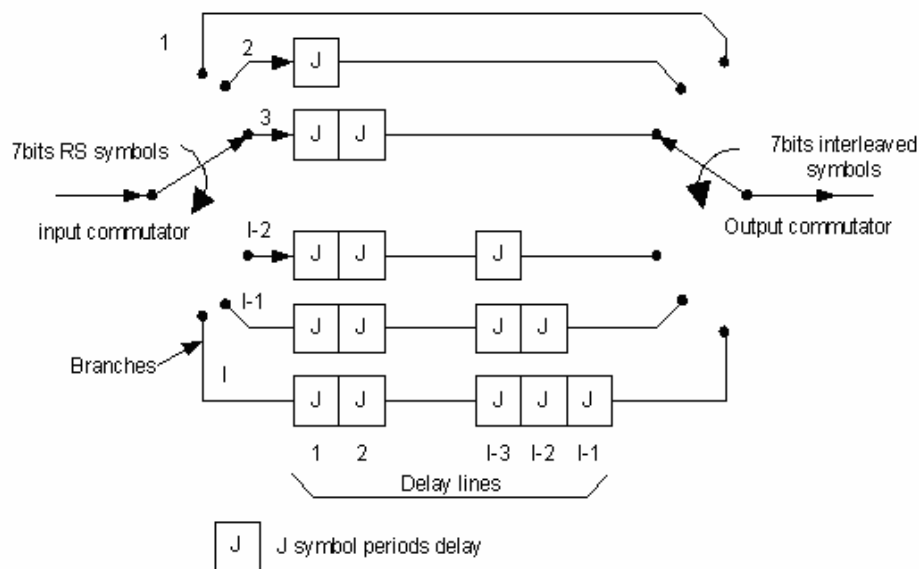 1
2
J
3
J J
7bits RS symbols
7bits interleaved
symbols
input commutator
Output commutator
I-2
J J J
I-1
J J J J
Branches
I
J J J J J
1 2 I-3 I-2 I-1
Delay lines
J J symbol periods delay